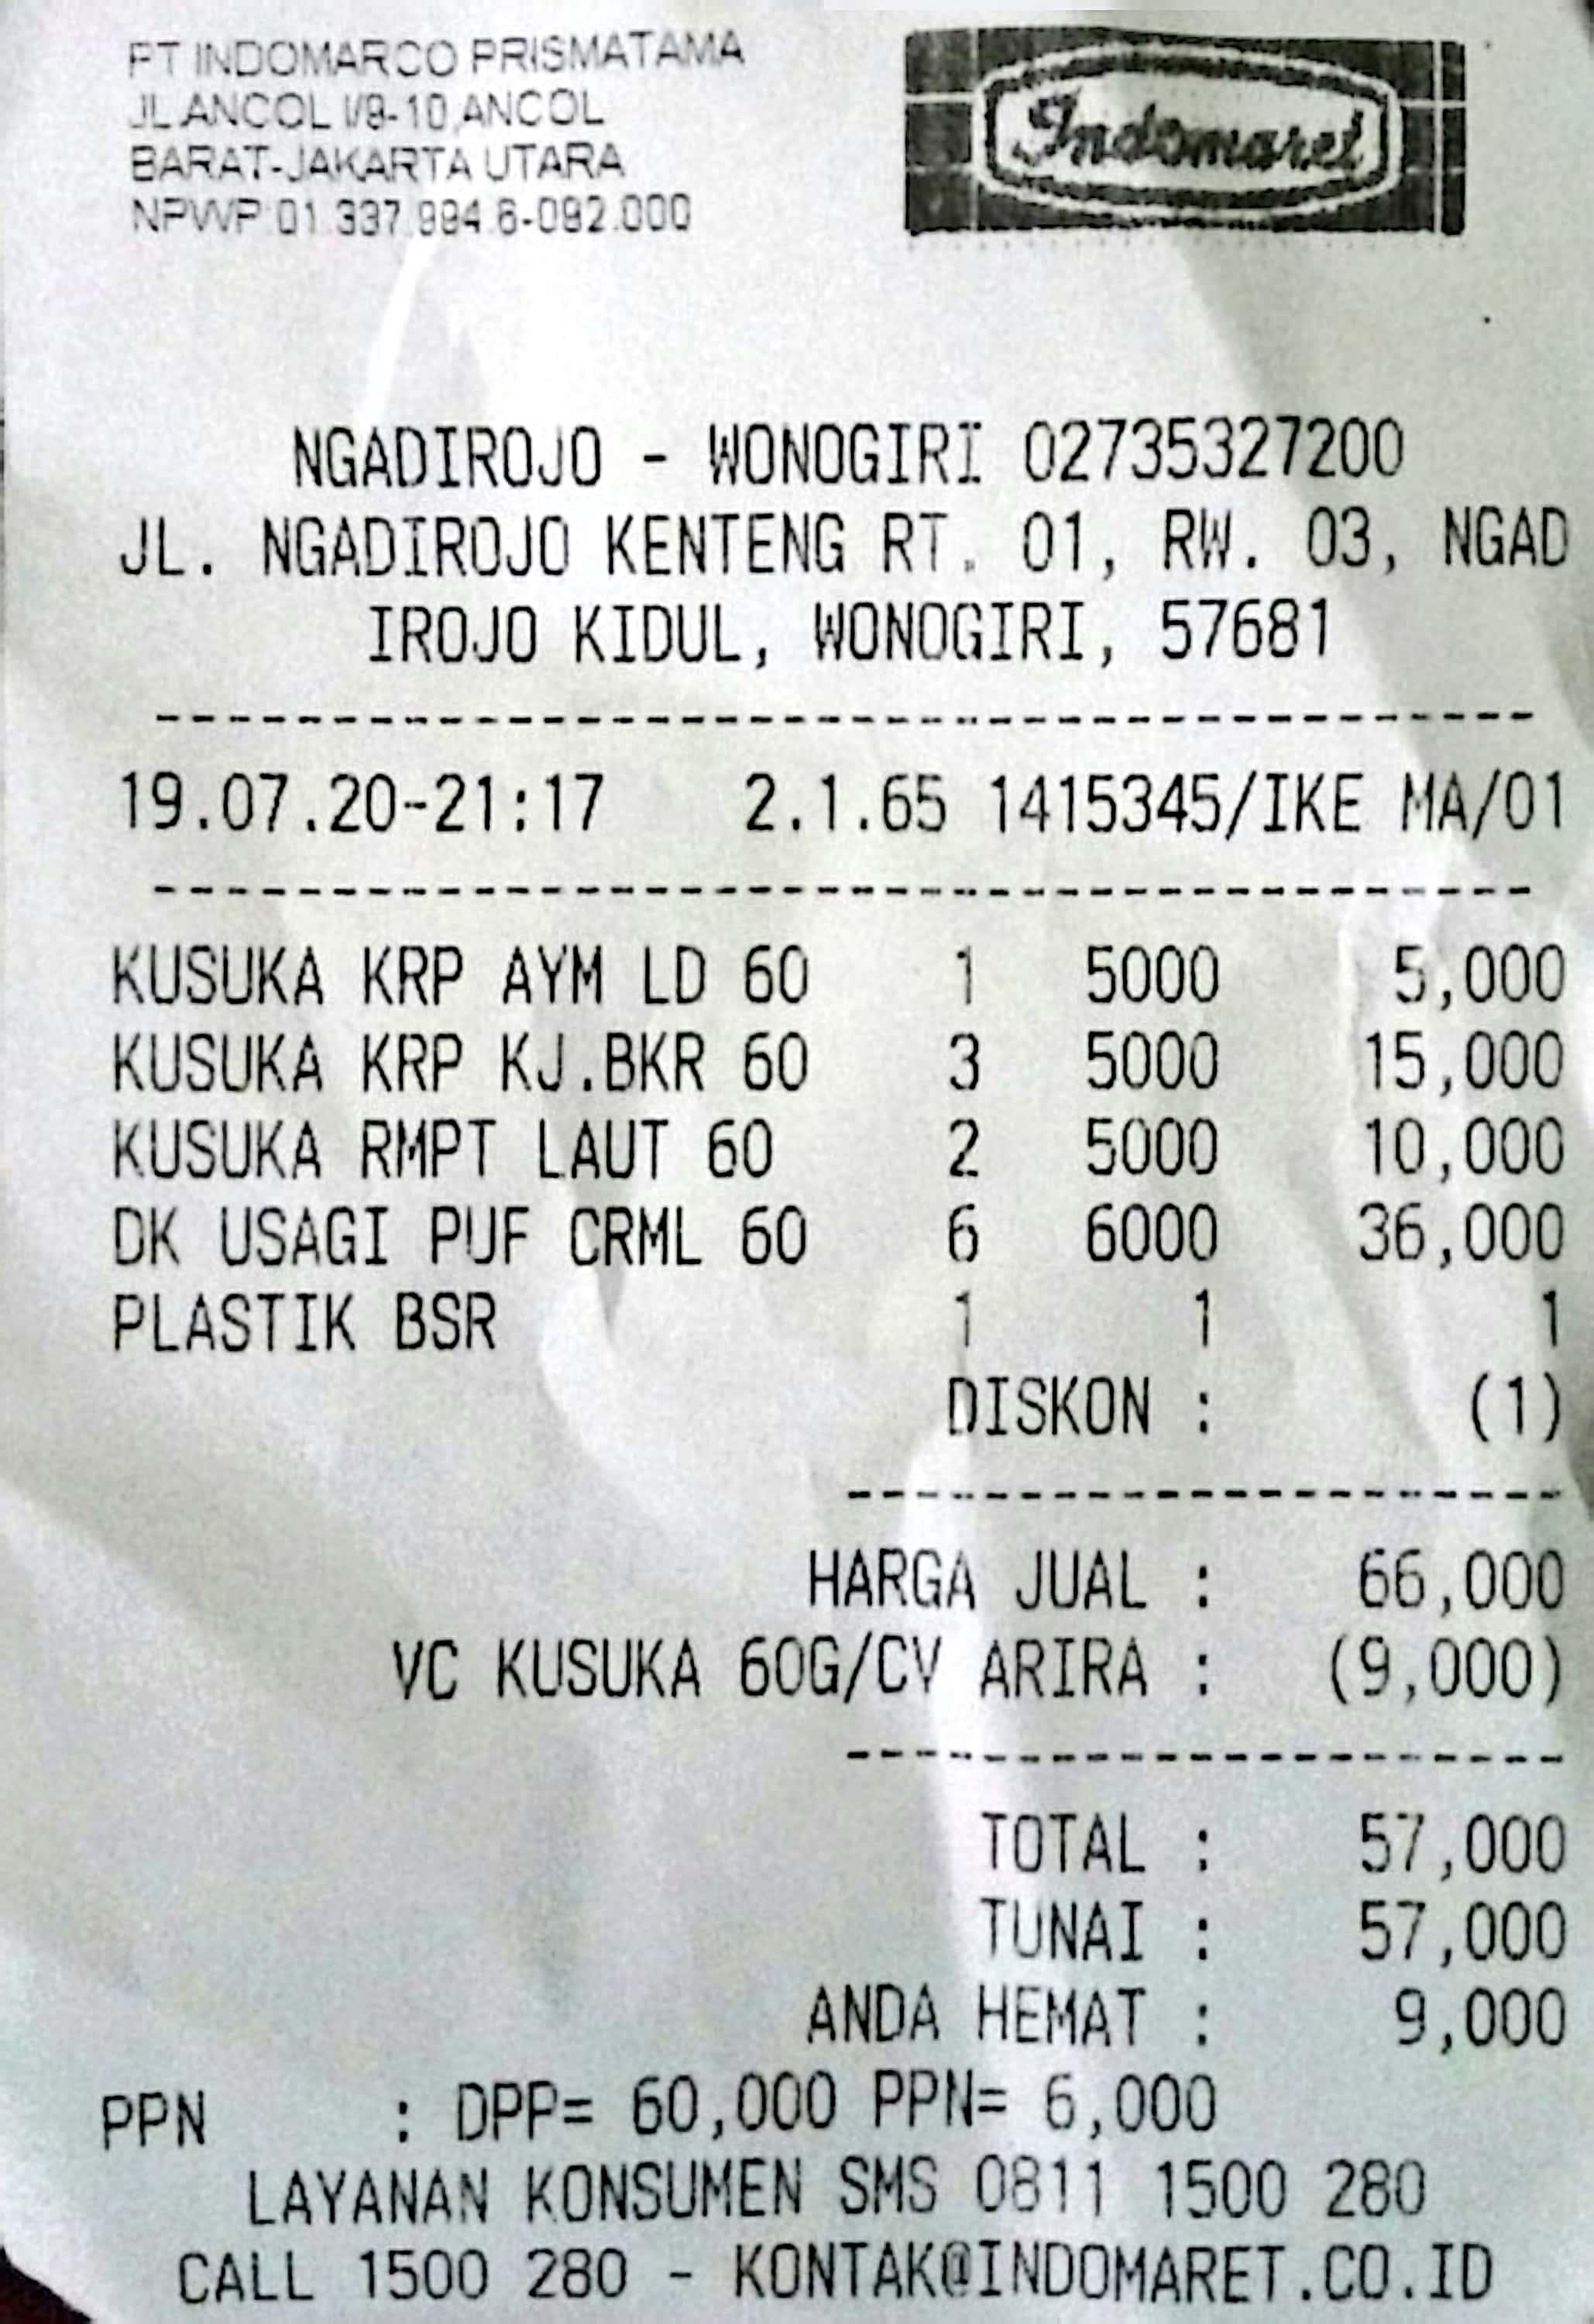 PT INDOMARCO PRISMATAMA
JL.ANCOL I/9-10,ANCOL
BARAT-JAKARTA UTARA
NPWP:01.337.994.6-092.000
Indomaret
NGADIROJO - WONOGIRI 02735327200
JL. NGADIROJO KENTENG RT. 01, RW. 03, NGAD
IROJO KIDUL, WONOGIRI, 57681
19.07.20-21:17 2.1.65 1415345/IKE MA/01
KUSUKA KRP AYM LD 60 1 5000 5,000
KUSUKA KRP KJ.BKR 60 3 5000 15,000
KUSUKA RMPT LAUT 60 2 5000 10,000
DK USAGI PUF CRML 60 6 6000 36,000
PLASTIK BSR 1 1 1
DISKON : (1)
HARGA JUAL : 66,000
VC KUSUKA 60G/CV ARIRA : (9,000)
TOTAL : 57,000
TUNAI : 57,000
ANDA HEMAT : 9,000
PPN : DPP= 60,000 PPN= 6,000
LAYANAN KONSUMEN SMS 0811 1500 280
CALL 1500 280 - KONTAK@INDOMARET.CO.ID